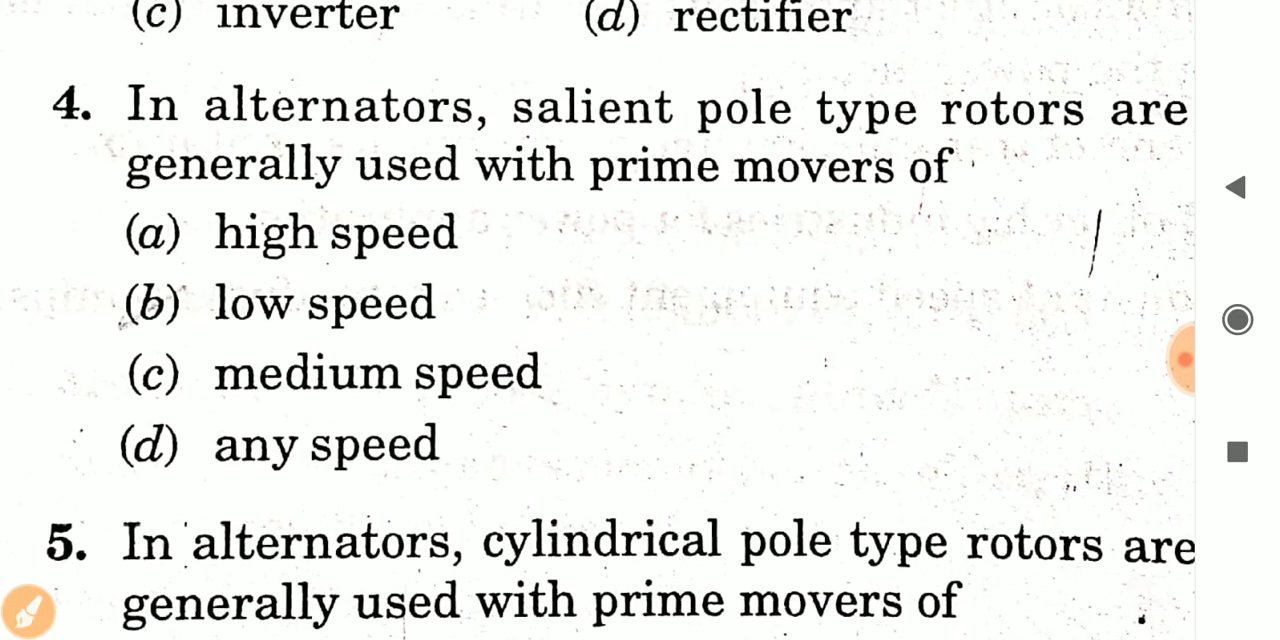 (c) inverter (d) rectifier
4. In alternators, salient pole type rotors are
generally used with prime movers of
(a) high speed
(b) low speed
(c) medium speed
(d) any speed
5. In alternators, cylindrical pole type rotors are
generally used with prime movers of